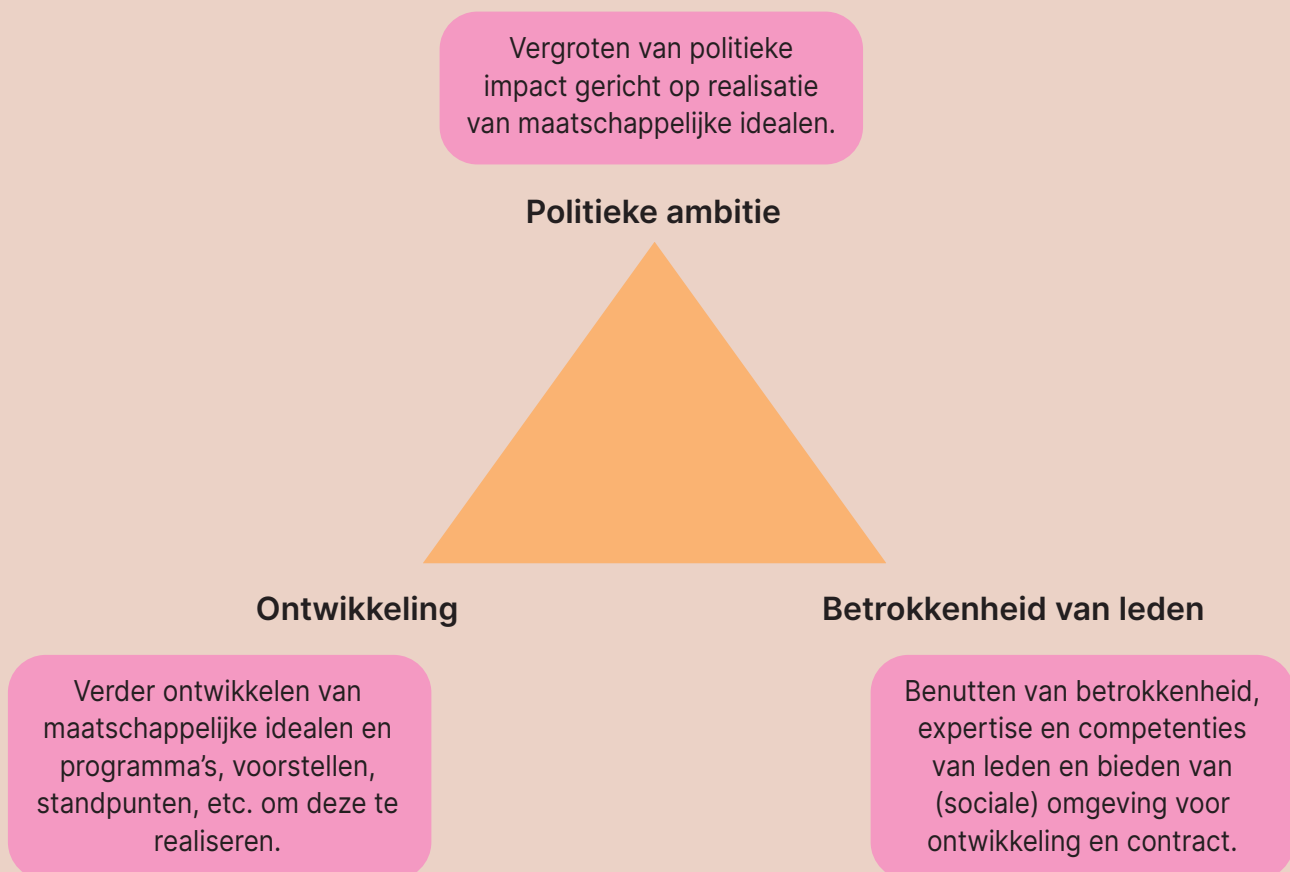 Vergroten van politieke
impact gericht op realisatie
van maatschappelijke idealen.
Politieke ambitie
Ontwikkeling
Verder ontwikkelen van
maatschappelijke idealen en
programma's, voorstellen,
standpunten, etc. om deze te
realiseren.
Betrokkenheid van leden
Benutten van betrokkenheid,
expertise en competenties
van leden en bieden van
(sociale) omgeving voor
ontwikkeling en contract.